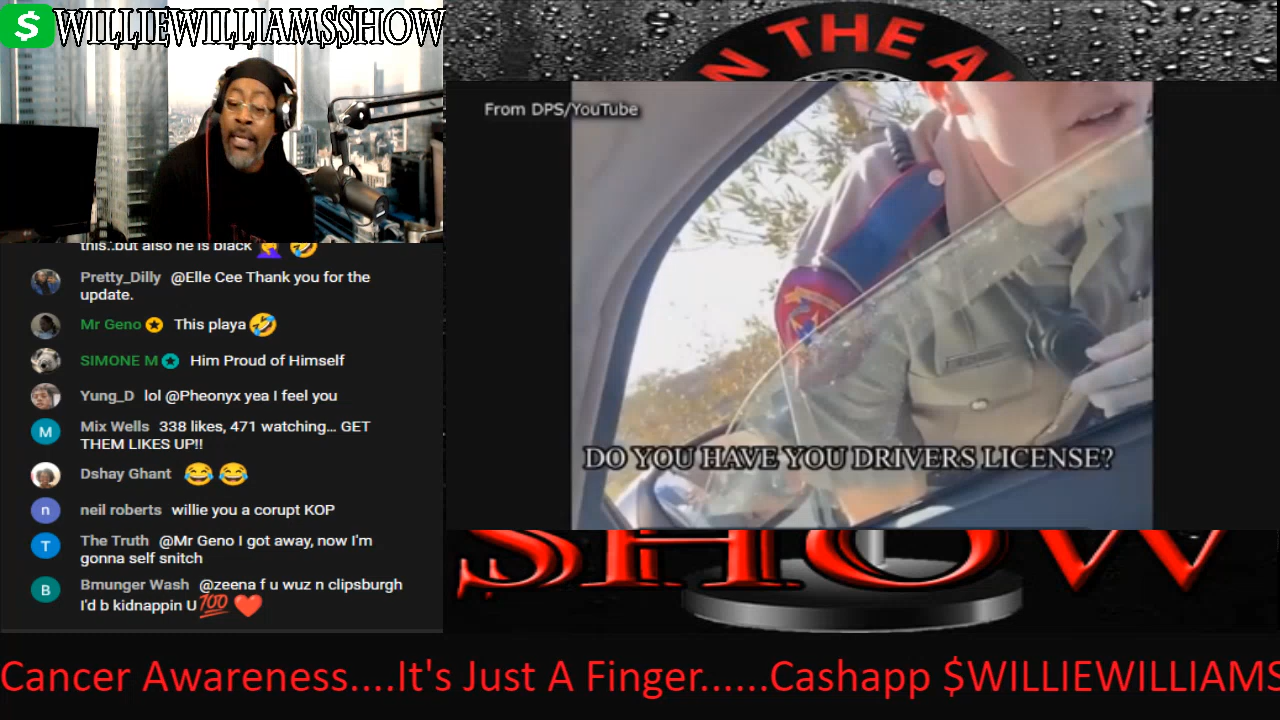 $WILLIEWILLIAMSSHOW
N THE A
From DPS/YouTube
DO YOU HAVE YOU DRIVERS LICENSE?
this..but also he is black
Pretty_Dilly @Elle Cee Thank you for the
update.
Mr Geno This playa
SIMONE M Him Proud of Himself
Yung_D lol @Pheonyx yea I feel you
M Mix Wells 338 likes, 471 watching... GET
THEM LIKES UP!!
Dshay Ghant
n neil roberts willie you a corupt KOP
T The Truth @Mr Geno I got away, now I'm
gonna self snitch
B Bmunger Wash @zeena f u wuz n clipsburgh
I'd b kidnappin U 100
SHOW
Cancer Awareness....It's Just A Finger......Cashapp $WILLIEWILLIAMS